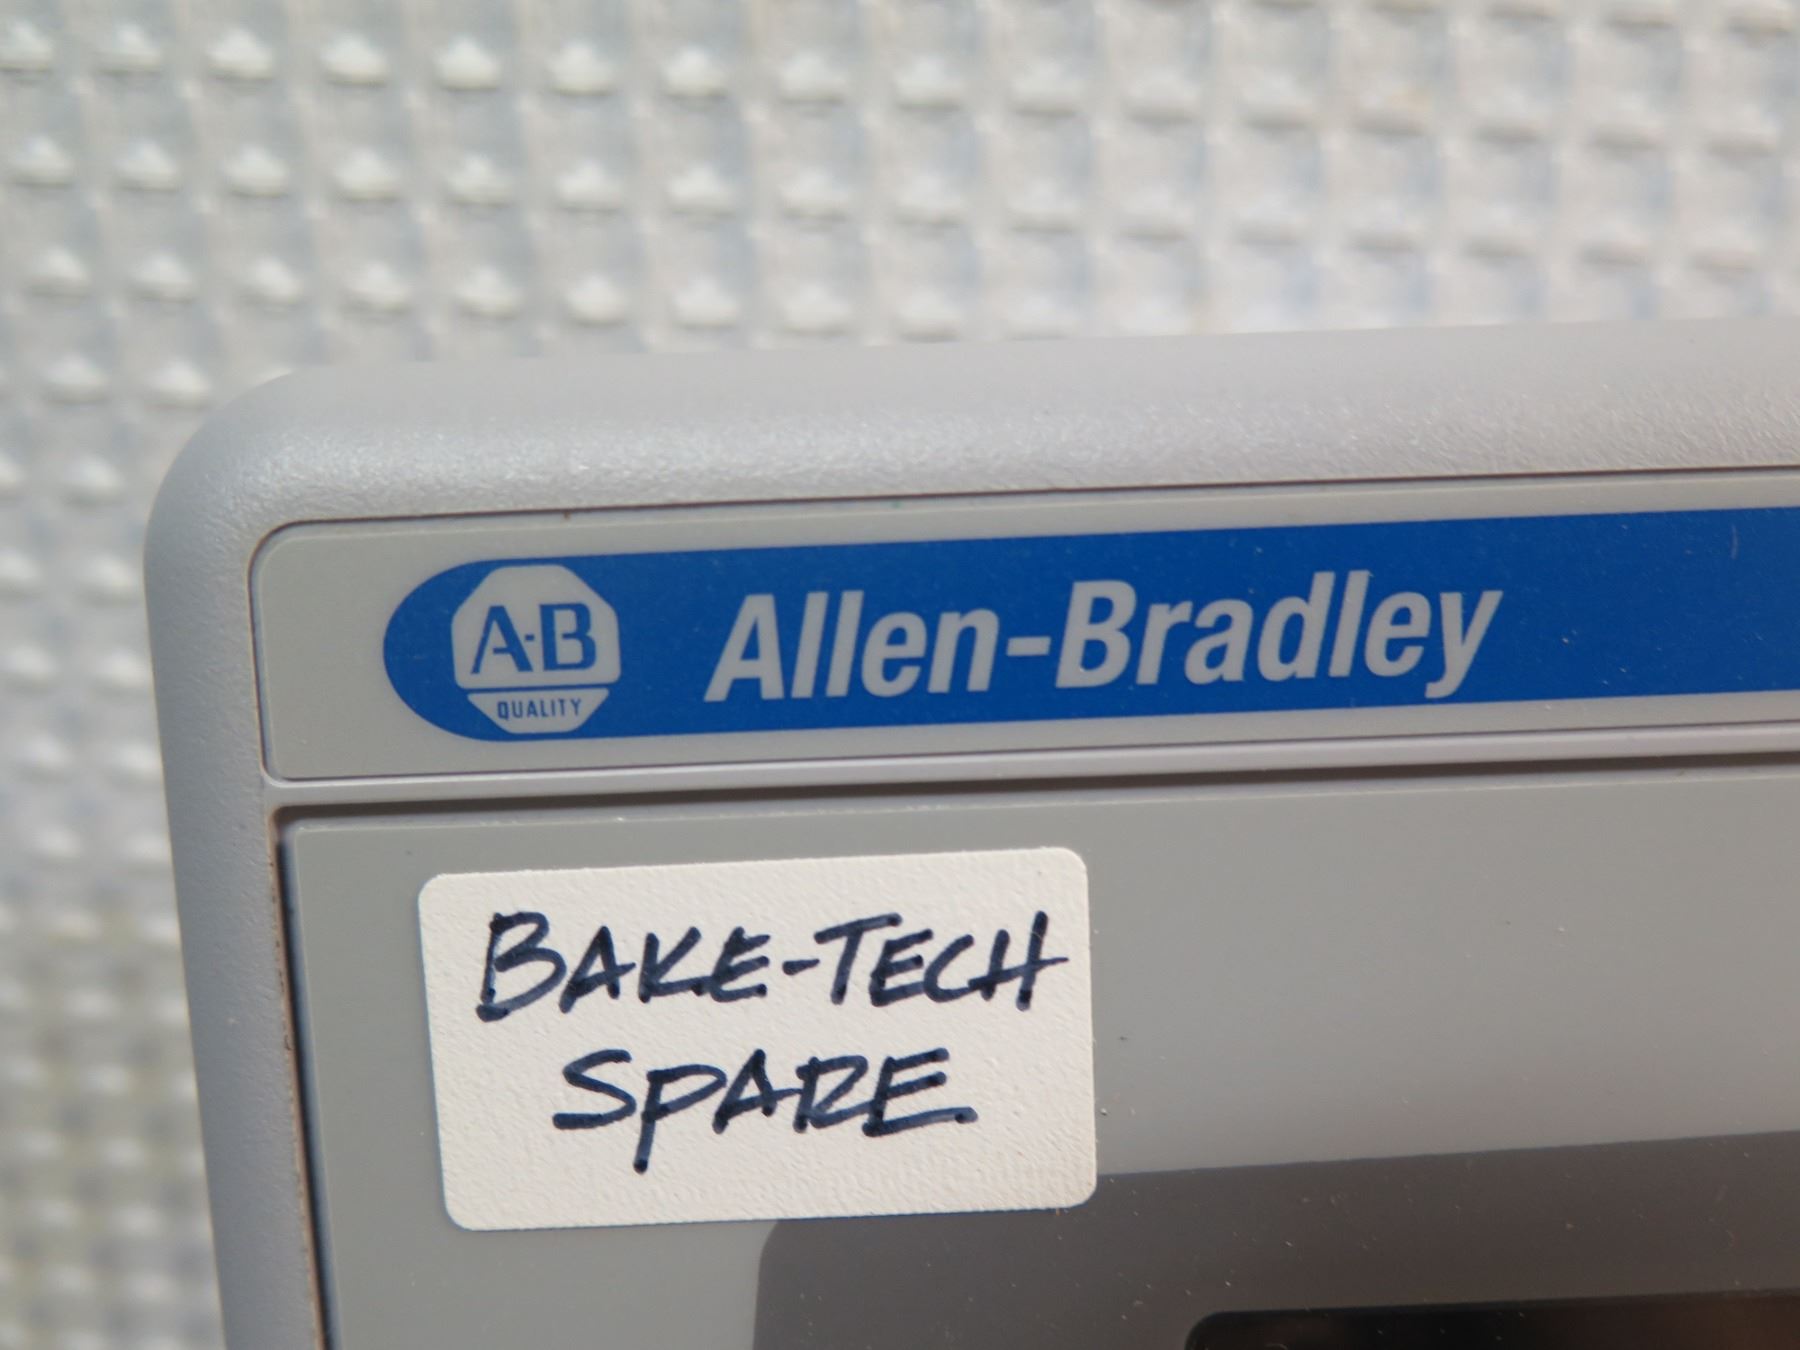 A-B
QUALITY
Allen-Bradley
BAKE-TECH
SPARE